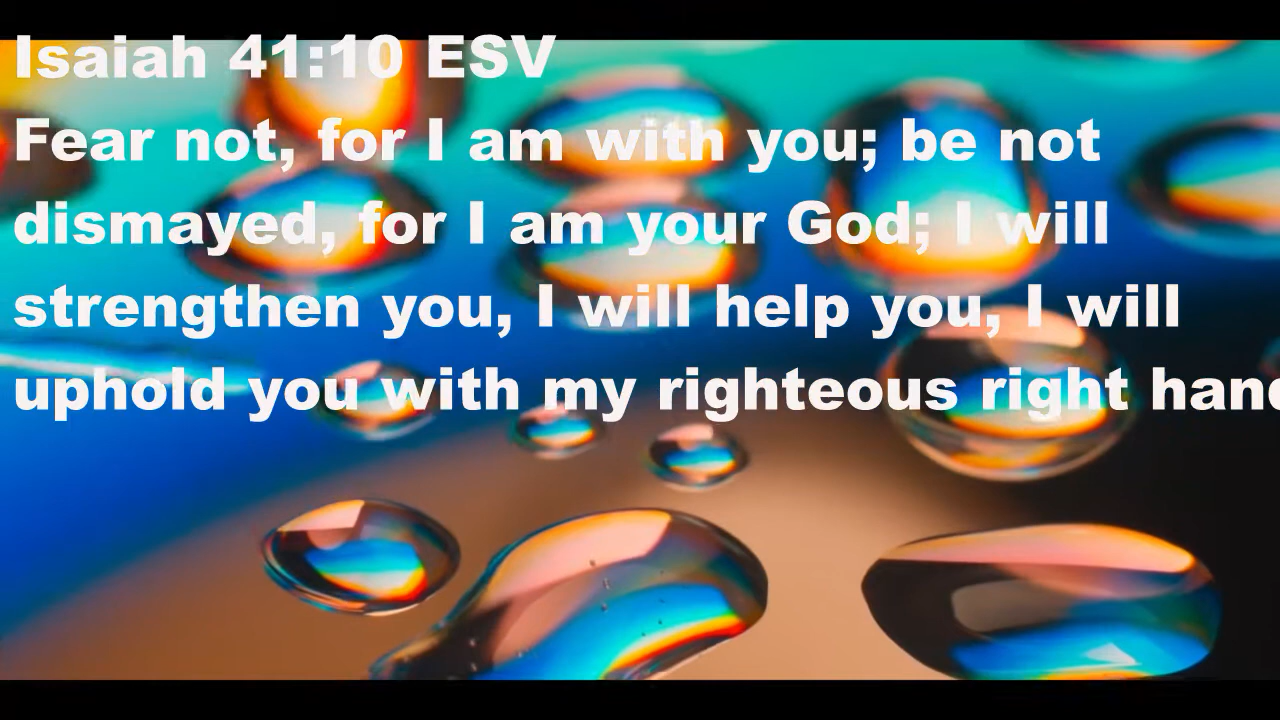 Isaiah 41:10 ESV
Fear not, for I am with you; be not
dismayed, for I am your God; I will
strengthen you, I will help you, I will
uphold you with my righteous right hand